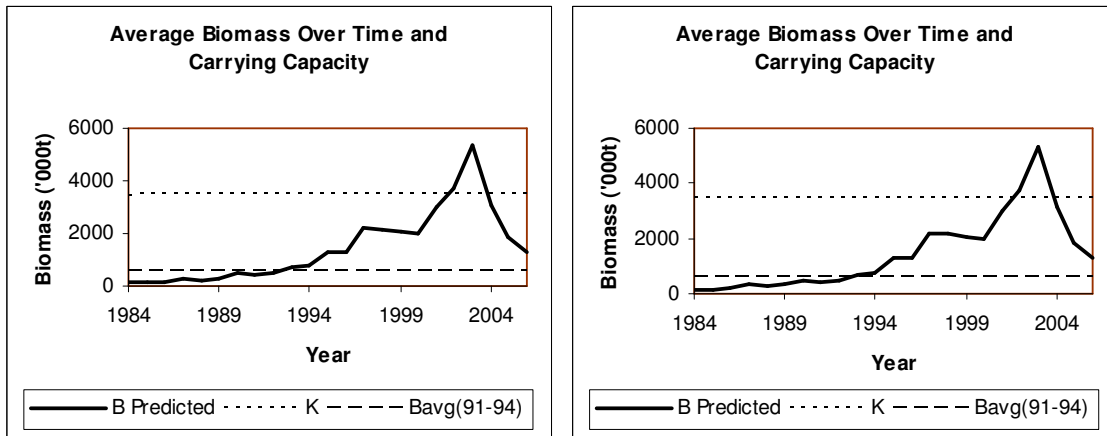 Average Biomass Over Time and
Carrying Capacity
Biomass ('000t)
6000
4000
2000
0
1984 1989 1994 1999 2004
Year
B Predicted K Bavg(91-94)
Average Biomass Over Time and
Carrying Capacity
Biomass ('000t)
6000
4000
2000
0
1984 1989 1994 1999 2004
Year
B Predicted K Bavg(91-94)